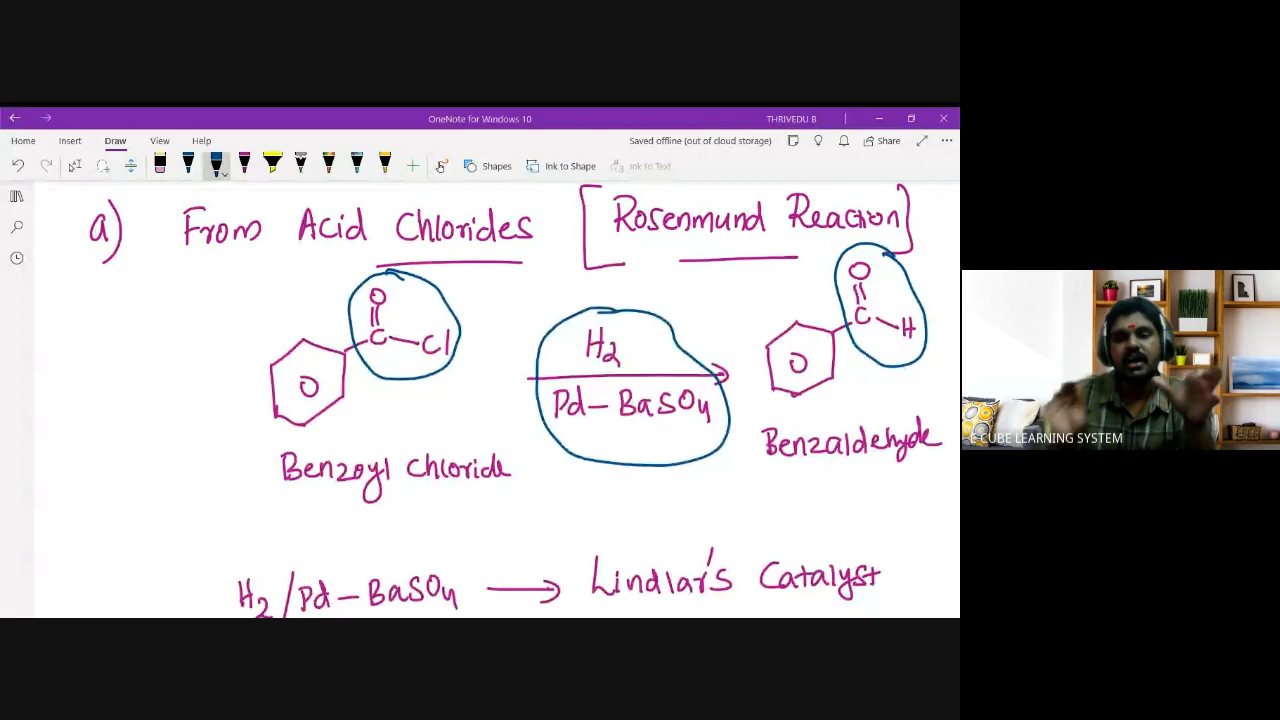 OneNote for Windows 10
THRIVEDU B
Home Insert Draw View Help
Saved offline (out of cloud storage)
Share
Shapes
Ink to Shape
Ink to Text
a) From Acid Chlorides [Rosenmund Reaction]
O
C
Cl
H2
Pd-BaSO4
O
C
H
Benzoyl chloride
Benzaldehyde
H2/Pd-BaSO4 → Lindlar's Catalyst
E CUBE LEARNING SYSTEM